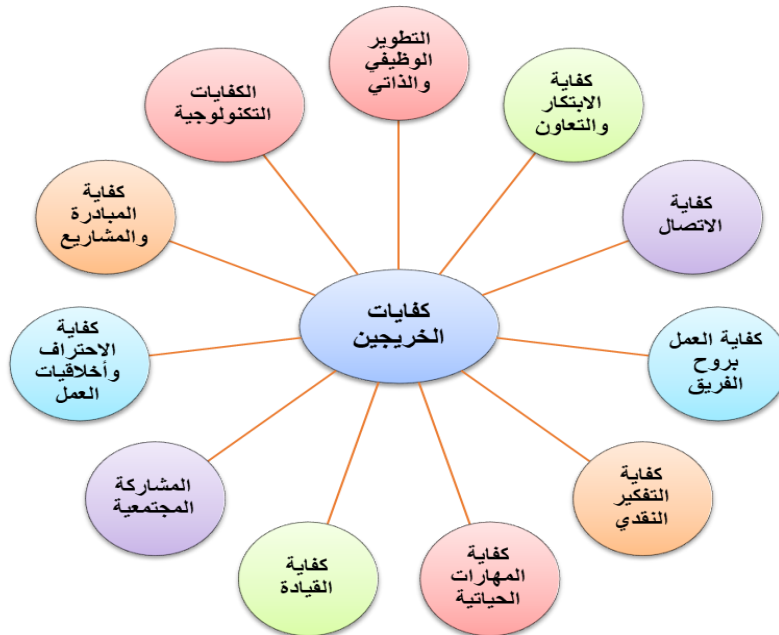 التطوير
الوظيفي
والذاتي
كفاية
الابتكار
والتعاون
كفاية
الاتصال
كفاية العمل
بروح
الفريق
كفاية
التفكير
النقدي
كفاية
المهارات
الحياتية
كفاية
القيادة
المشاركة
المجتمعية
كفاية
الاحتراف
وأخلاقيات
العمل
كفاية
المبادرة
والمشاريع
الكفايات
التكنولوجية
كفايات
الخريجين